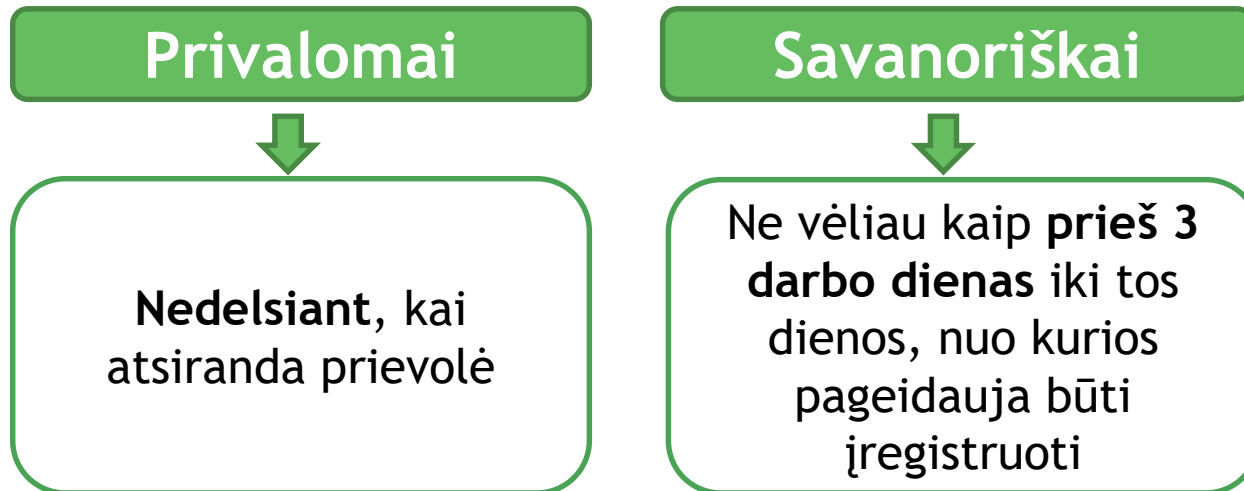 Privalomai
Nedelsiant, kai
atsiranda prievolė
Savanoriškai
Ne vėliau kaip prieš 3
darbo dienas iki tos
dienos, nuo kurios
pageidauja būti
įregistruoti